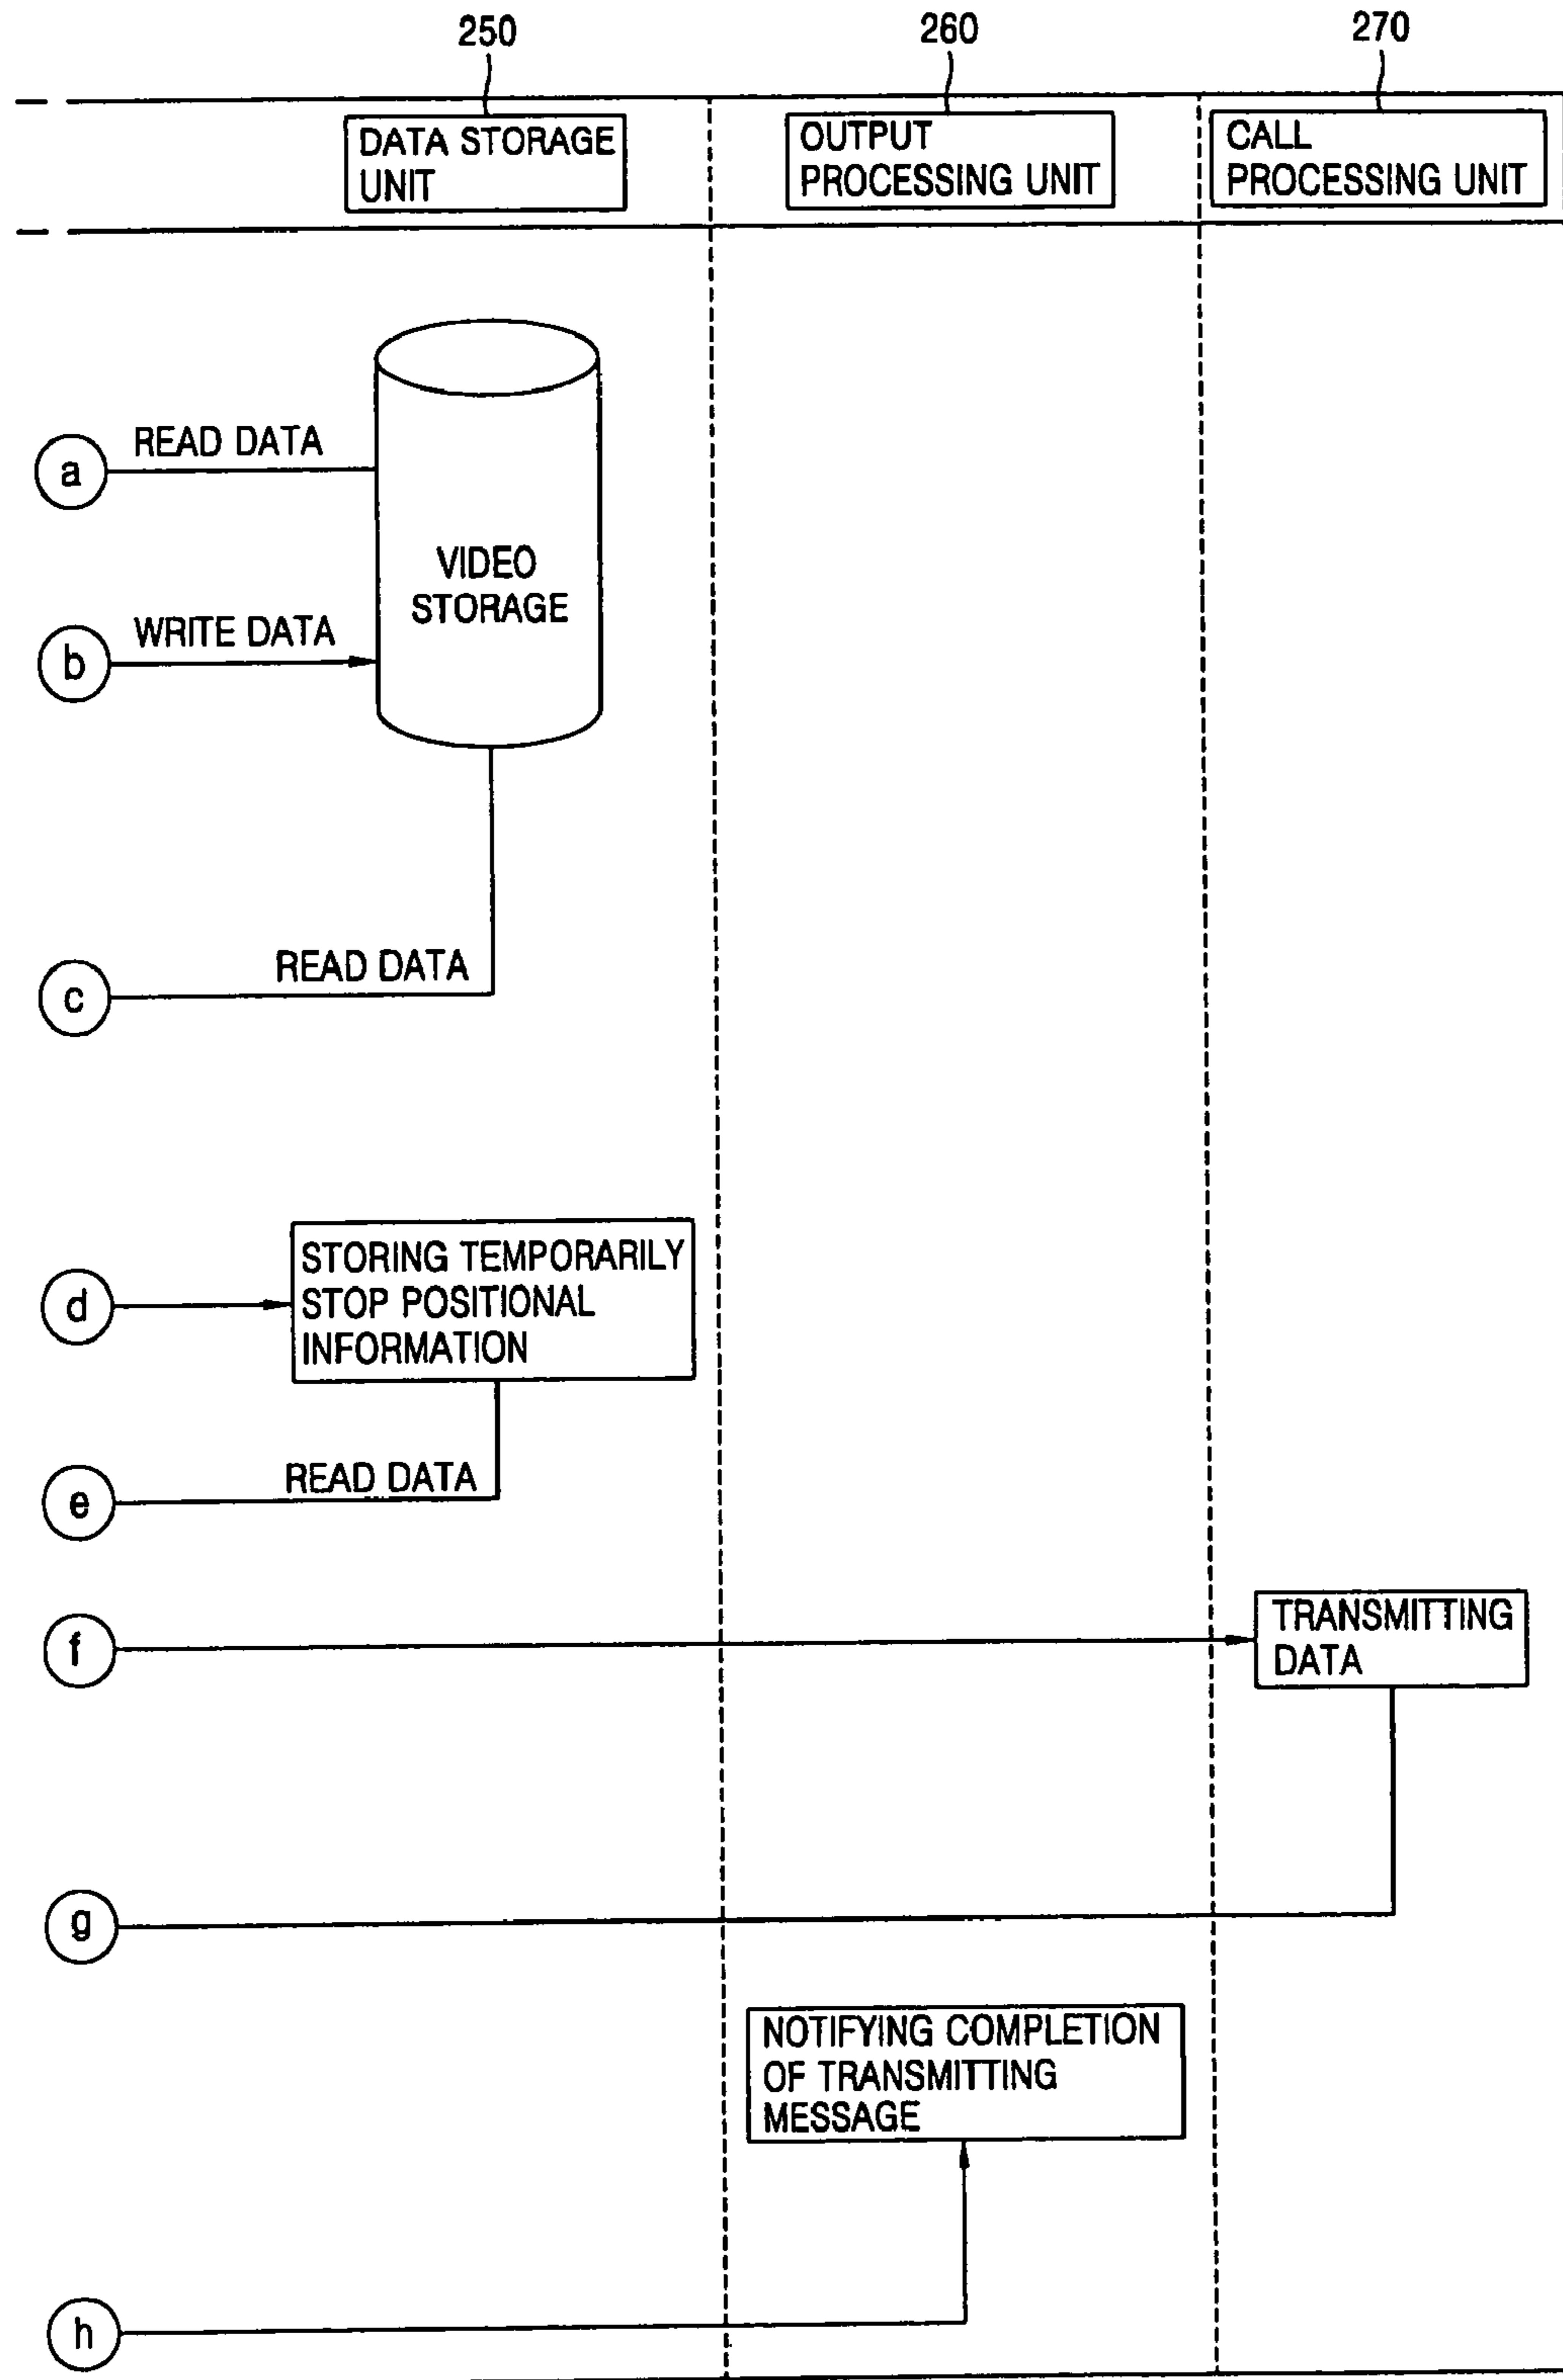 250
260
270
DATA STORAGE
UNIT
OUTPUT
PROCESSING UNIT
CALL
PROCESSING UNIT
a
READ DATA
VIDEO
STORAGE
b
WRITE DATA
c
READ DATA
d
STORING TEMPORARILY
STOP POSITIONAL
INFORMATION
e
READ DATA
f
TRANSMITTING
DATA
g
NOTIFYING COMPLETION
OF TRANSMITTING
MESSAGE
h